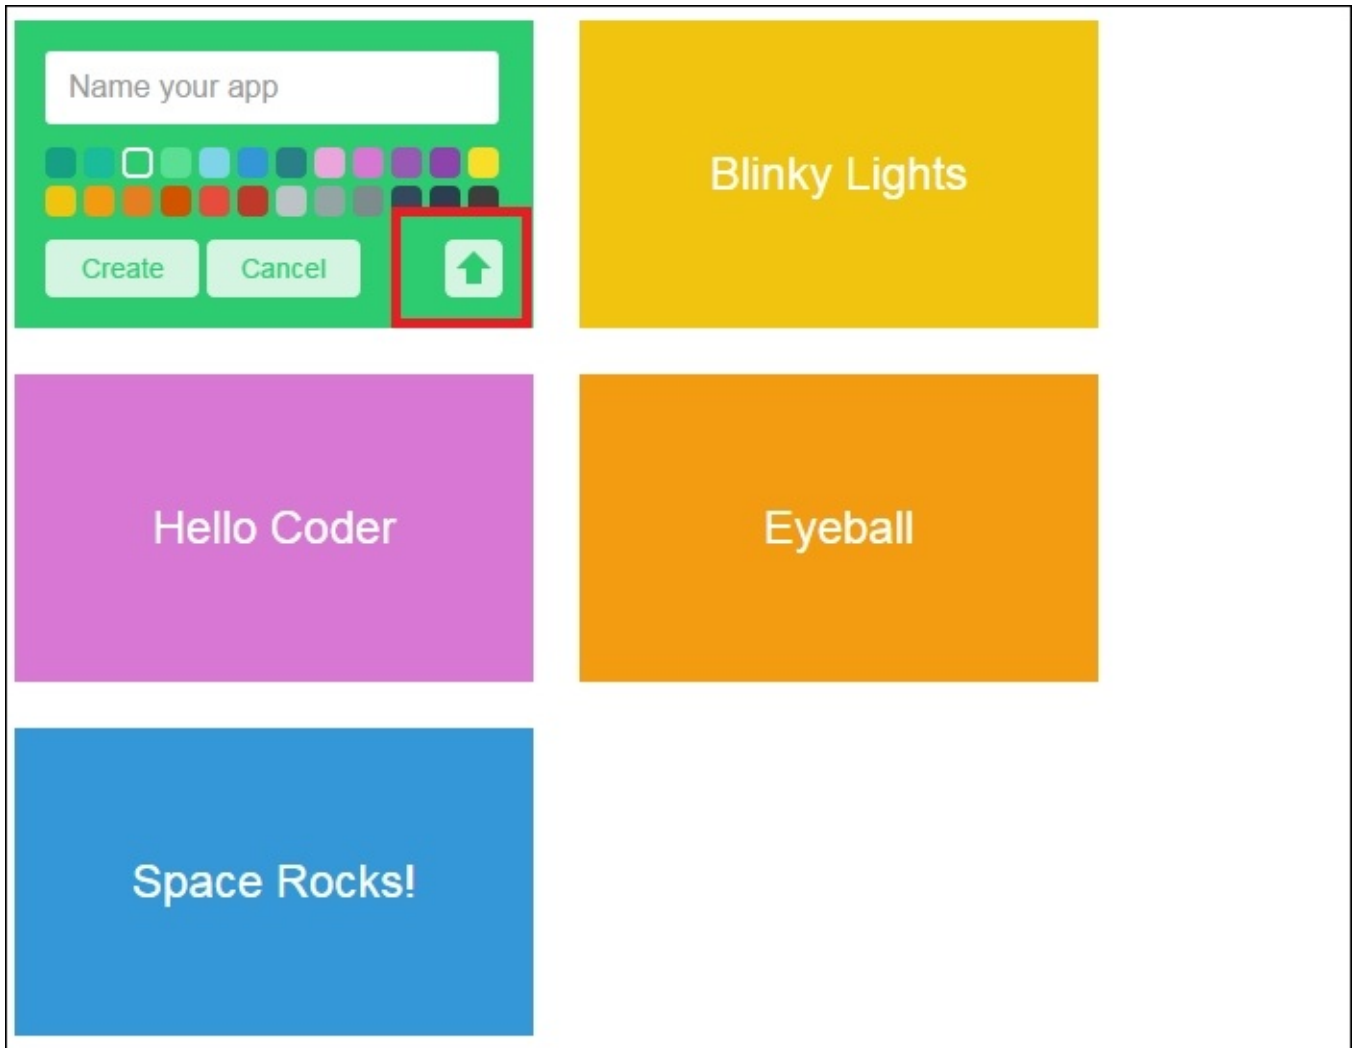 Name your app
Create Cancel
Blinky Lights
Hello Coder
Eyeball
Space Rocks!